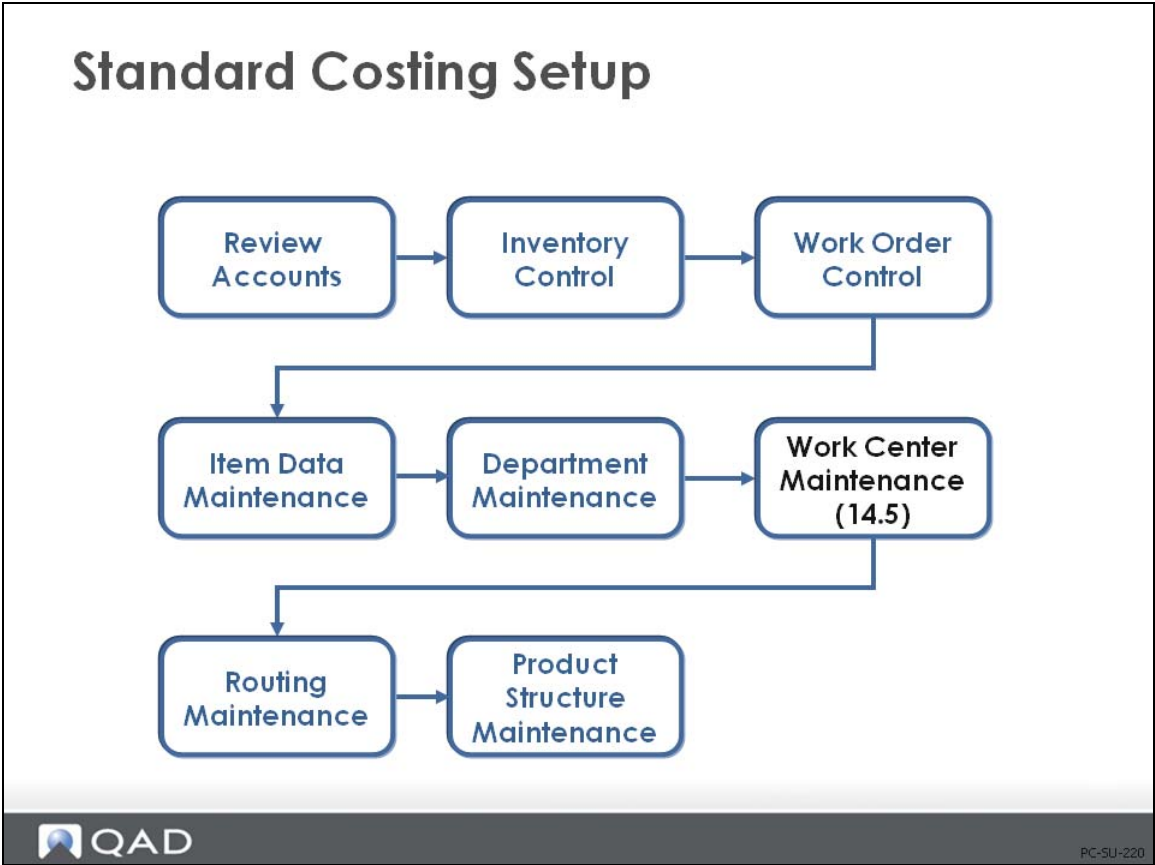 Standard Costing Setup
Review
Accounts
Inventory
Control
Work Order
Control
Item Data
Maintenance
Department
Maintenance
Work Center
Maintenance
(14.5)
Routing
Maintenance
Product
Structure
Maintenance
QAD
PC-SU-220